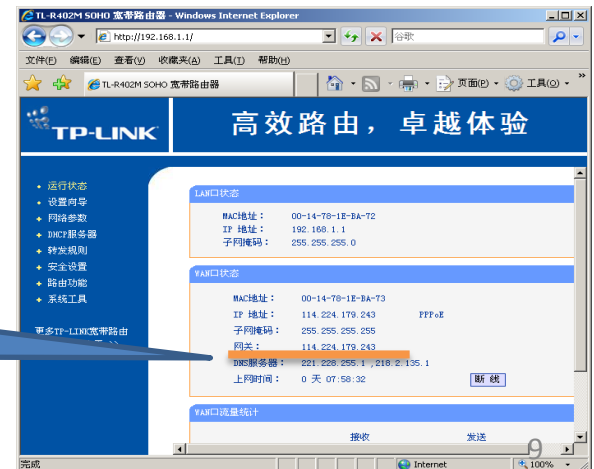 TL-R402M SOHO 宽带路由器 - Windows Internet Explorer
http://192.168.1.1/
谷歌
文件(F) 编辑(E) 查看(V) 收藏夹(A) 工具(T) 帮助(H)
TL-R402M SOHO 宽带路由器
页面(P)
工具(O)
»
TP-LINK
高效路由，卓越体验
• 运行状态
• 设置向导
• 网络参数
• DHCP服务器
• 转发规则
• 安全设置
• 路由功能
• 系统工具
更多TP-LINK宽带路由
LAN口状态
MAC地址： 00-14-78-1E-BA-72
IP 地址： 192.168.1.1
子网掩码： 255.255.255.0
WAN口状态
MAC地址： 00-14-78-1E-BA-73
IP 地址： 114.224.179.243 PPPoE
子网掩码： 255.255.255.255
网关： 114.224.179.243
DNS服务器： 221.228.255.1 ,218.2.135.1
上网时间： 0 天 07:58:32 断 线
WAN口流量统计
接收 发送
9
完成
Internet
100%